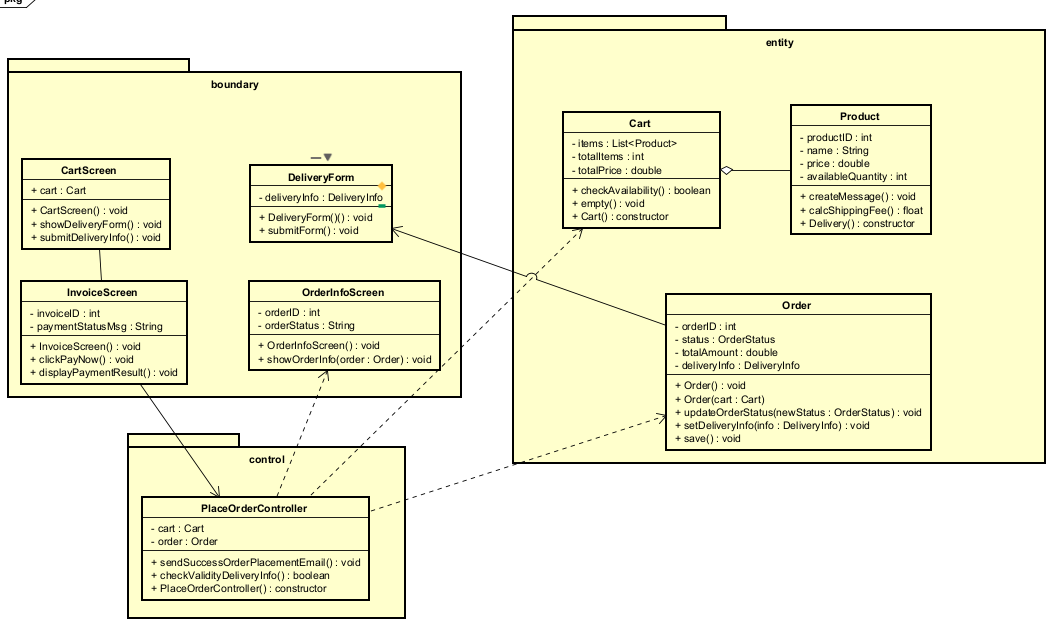 pkg
boundary
CartScreen
+ cart : Cart
+ CartScreen() : void
+ showDeliveryForm() : void
+ submitDeliveryInfo() : void
DeliveryForm
- deliveryInfo : DeliveryInfo
+ DeliveryForm()() : void
+ submitForm() : void
InvoiceScreen
- invoiceID : int
- paymentStatusMsg : String
+ InvoiceScreen() : void
+ clickPayNow() : void
+ displayPaymentResult() : void
OrderInfoScreen
- orderID : int
- orderStatus : String
+ OrderInfoScreen() : void
+ showOrderInfo(order : Order) : void
entity
Cart
- items : List<Product>
- totalItems : int
- totalPrice : double
+ checkAvailability() : boolean
+ empty() : void
+ Cart() : constructor
Product
- productID : int
- name : String
- price : double
- availableQuantity : int
+ createMessage() : void
+ calcShippingFee() : float
+ Delivery() : constructor
Order
- orderID : int
- status : OrderStatus
- totalAmount : double
- deliveryInfo : DeliveryInfo
+ Order() : void
+ Order(cart : Cart)
+ updateOrderStatus(newStatus : OrderStatus) : void
+ setDeliveryInfo(info : DeliveryInfo) : void
+ save() : void
control
PlaceOrderController
- cart : Cart
- order : Order
+ sendSuccessOrderPlacementEmail() : void
+ checkValidityDeliveryInfo() : boolean
+ PlaceOrderController() : constructor